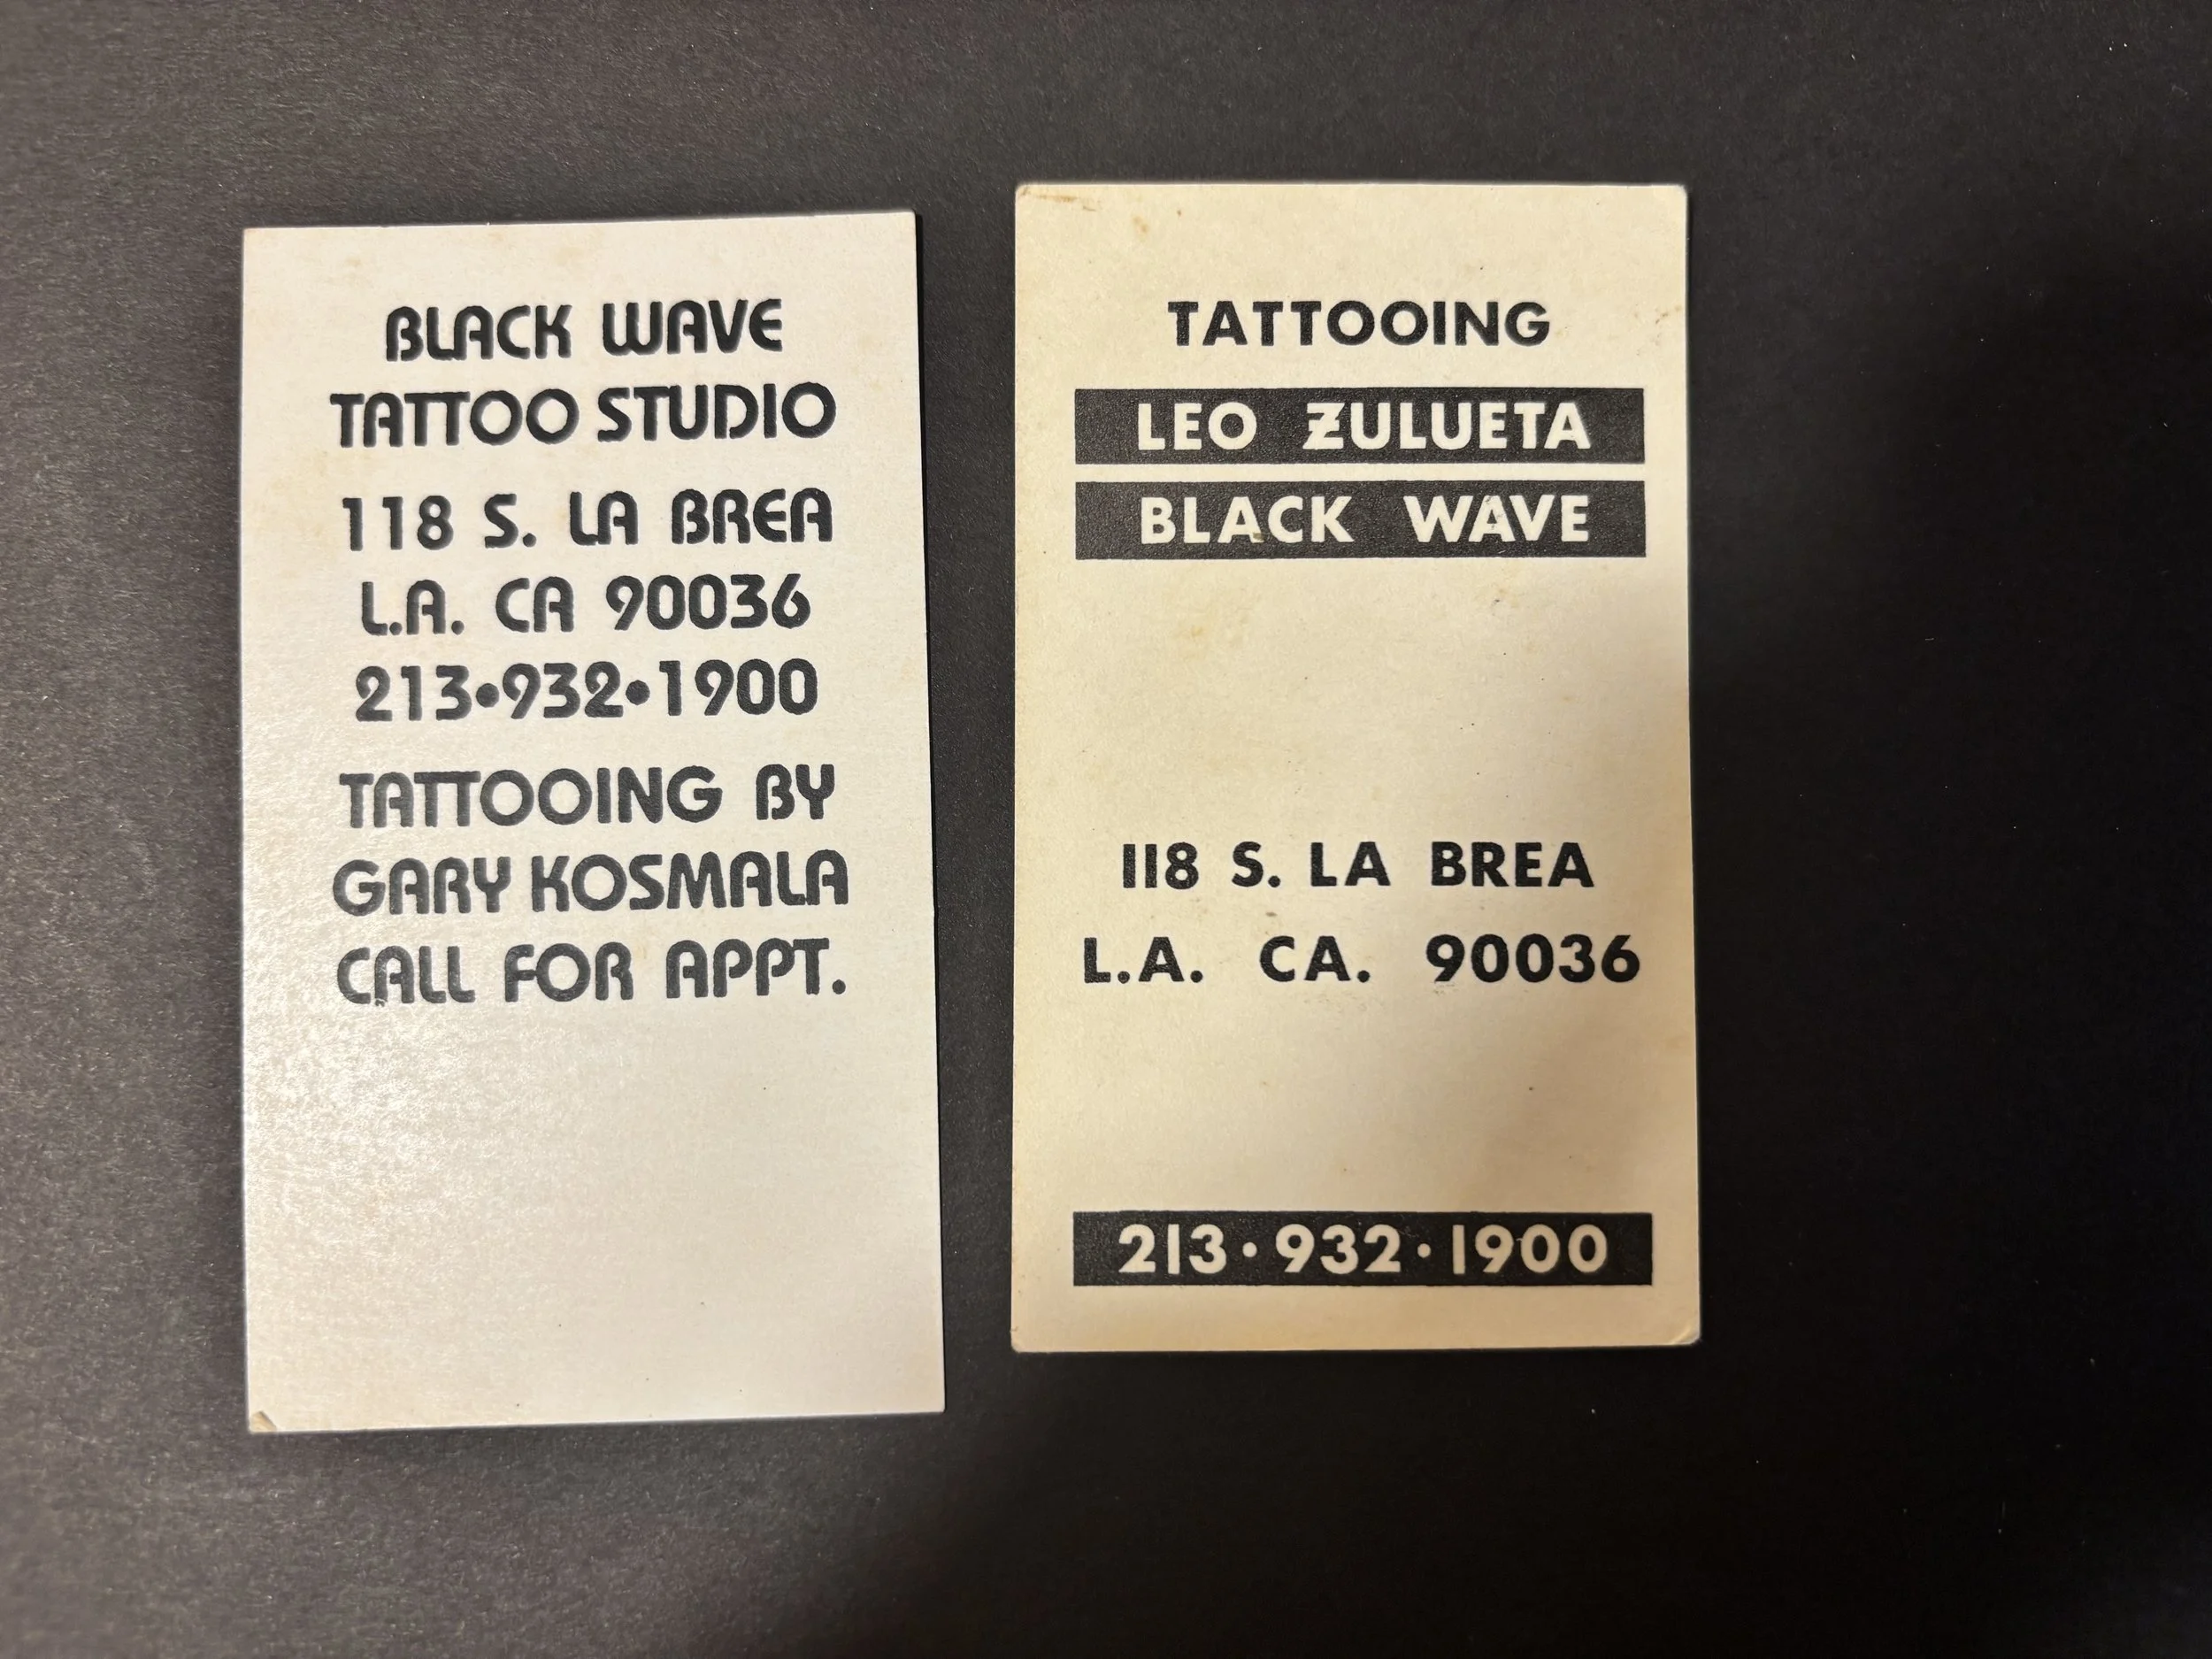 BLACK WAVE
TATTOO STUDIO
118 S. LA BREA
L.A. CA 90036
213•932•1900
TATTOOING BY
GARY KOSMALA
CALL FOR APPT.
TATTOOING
LEO ZULUETA
BLACK WAVE
118 S. LA BREA
L.A. CA. 90036
213•932•1900